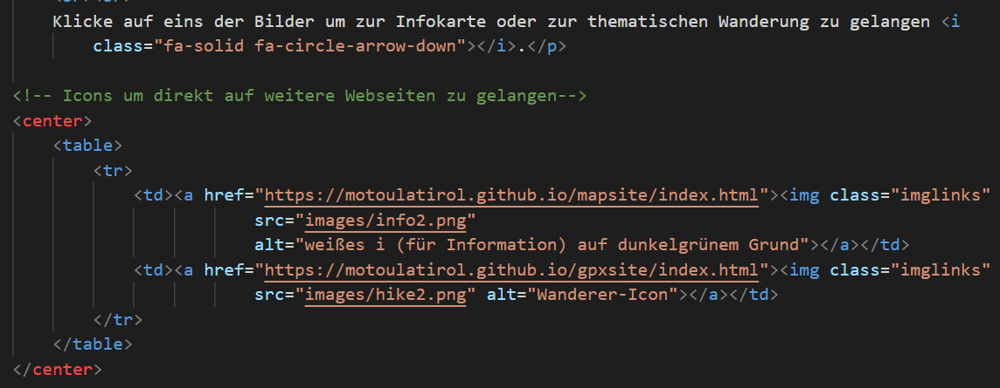 Klicke auf eins der Bilder um zur Infokarte oder zur thematischen Wanderung zu gelangen <i
class="fa-solid fa-circle-arrow-down"></i>.</p>
<!-- Icons um direkt auf weitere Webseiten zu gelangen-->
<center>
<table>
<tr>
<td><a href="https://motoulatirol.github.io/mapsite/index.html"><img class="imglinks"
src="images/info2.png"
alt="weißes i (für Information) auf dunkelgrünem Grund"></a></td>
<td><a href="https://motoulatirol.github.io/gpxsite/index.html"><img class="imglinks"
src="images/hike2.png" alt="Wanderer-Icon"></a></td>
</tr>
</table>
</center>